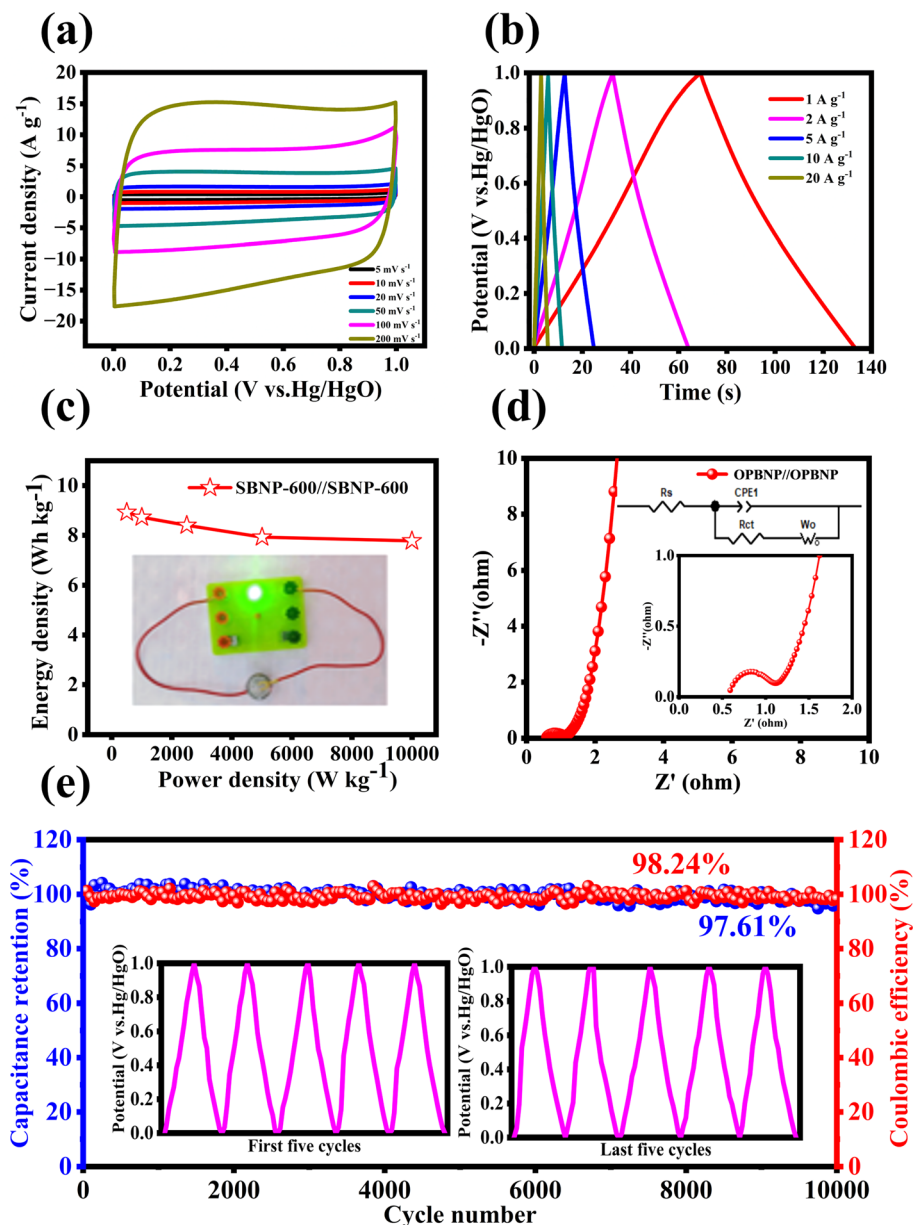 (a)
20
15
10
5
0
−5
−10
−15
−20
Current density (A g-1)
5 mV s-1
10 mV s-1
20 mV s-1
50 mV s-1
100 mV s-1
200 mV s-1
0.0 0.2 0.4 0.6 0.8 1.0
Potential (V vs.Hg/HgO)
(b)
1.0
0.8
0.6
0.4
0.2
0.0
Potential (V vs.Hg/HgO)
1 A g-1
2 A g-1
5 A g-1
10 A g-1
20 A g-1
0 20 40 60 80 100 120 140
Time (s)
(c)
10
8
6
4
2
0
Energy density (Wh kg-1)
SBNP-600//SBNP-600
0 2000 4000 6000 8000 10000
Power density (W kg-1)
(d)
10
8
6
4
2
0
-Z''(ohm)
OPBNP//OPBNP
Rs
CPE1
Rct
Wo
1.0
0.5
0.0
-Z''(ohm)
0.0 0.5 1.0 1.5 2.0
Z' (ohm)
0 2 4 6 8 10
Z' (ohm)
(e)
120
100
80
60
40
20
0
Capacitance retention (%)
98.24%
97.61%
120
100
80
60
40
20
0
Coulombic efficiency (%)
1.0
0.8
0.6
0.4
0.2
0.0
Potential (V vs.Hg/HgO)
First five cycles
1.0
0.8
0.6
0.4
0.2
0.0
Potential (V vs.Hg/HgO)
Last five cycles
0 2000 4000 6000 8000 10000
Cycle number